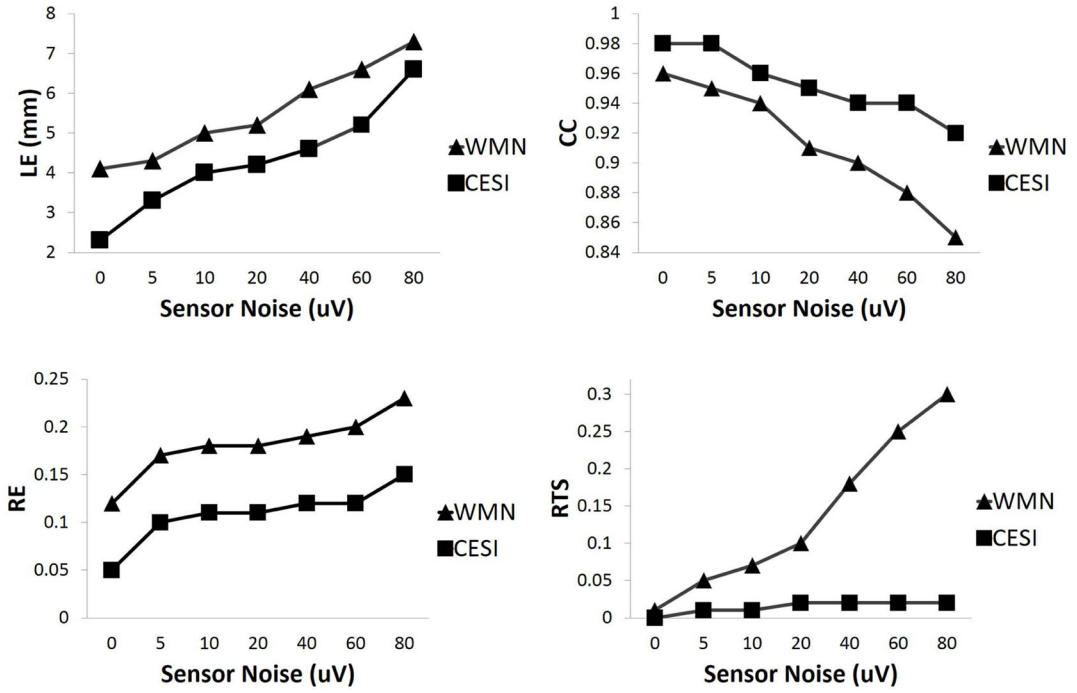 LE (mm)
8
7
6
5
4
3
2
0 5 10 20 40 60 80
Sensor Noise (uV)
WMN
CESI
CC
1
0.98
0.96
0.94
0.92
0.9
0.88
0.86
0.84
0 5 10 20 40 60 80
Sensor Noise (uV)
WMN
CESI
RE
0.25
0.2
0.15
0.1
0.05
0
0 5 10 20 40 60 80
Sensor Noise (uV)
WMN
CESI
RTS
0.3
0.25
0.2
0.15
0.1
0.05
0
0 5 10 20 40 60 80
Sensor Noise (uV)
WMN
CESI